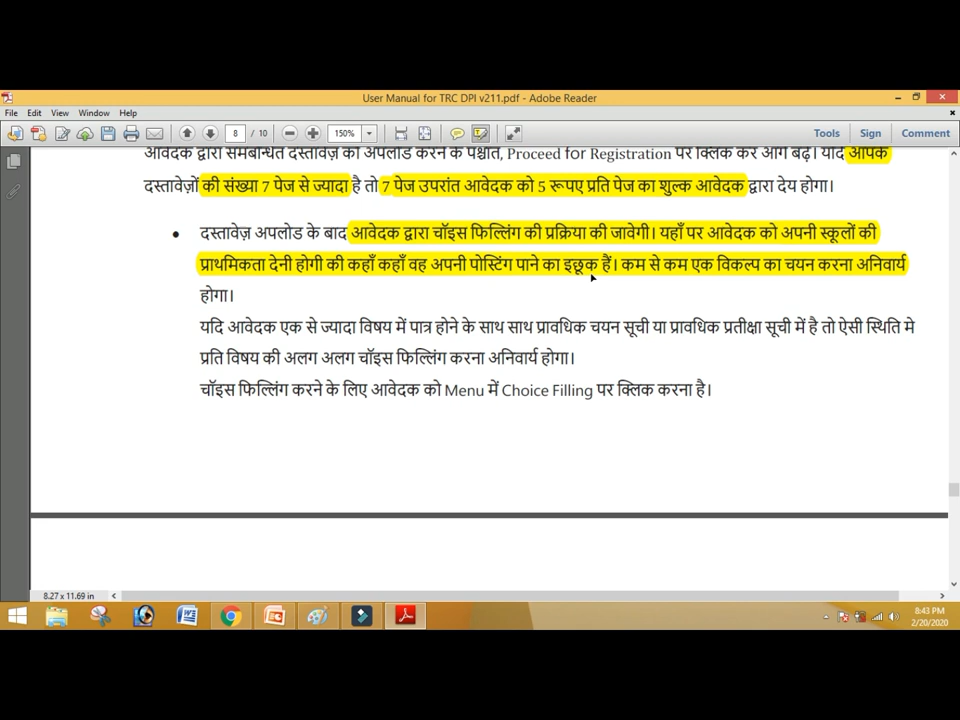 User Manual for TRC DPI v211.pdf - Adobe Reader
File Edit View Window Help
8 / 10 150% Tools Sign Comment
आवेदक द्वारा सम्बन्धित दस्तावेज़ को अपलोड करने के पश्चात, Proceed for Registration पर क्लिक कर आगे बढ़े। यदि आपके
दस्तावेज़ों की संख्या 7 पेज से ज्यादा है तो 7 पेज उपरांत आवेदक को 5 रूपए प्रति पेज का शुल्क आवेदक द्वारा देय होगा।
• दस्तावेज़ अपलोड के बाद आवेदक द्वारा चॉइस फिल्लिंग की प्रक्रिया की जावेगी। यहाँ पर आवेदक को अपनी स्कूलों की
प्राथमिकता देनी होगी की कहाँ कहाँ वह अपनी पोस्टिंग पाने का इछूक हैं। कम से कम एक विकल्प का चयन करना अनिवार्य
होगा।
यदि आवेदक एक से ज्यादा विषय में पात्र होने के साथ साथ प्रावधिक चयन सूची या प्रावधिक प्रतीक्षा सूची में है तो ऐसी स्थिति मे
प्रति विषय की अलग अलग चॉइस फिल्लिंग करना अनिवार्य होगा।
चॉइस फिल्लिंग करने के लिए आवेदक को Menu में Choice Filling पर क्लिक करना है।
8.27 x 11.69 in
8:43 PM
2/20/2020